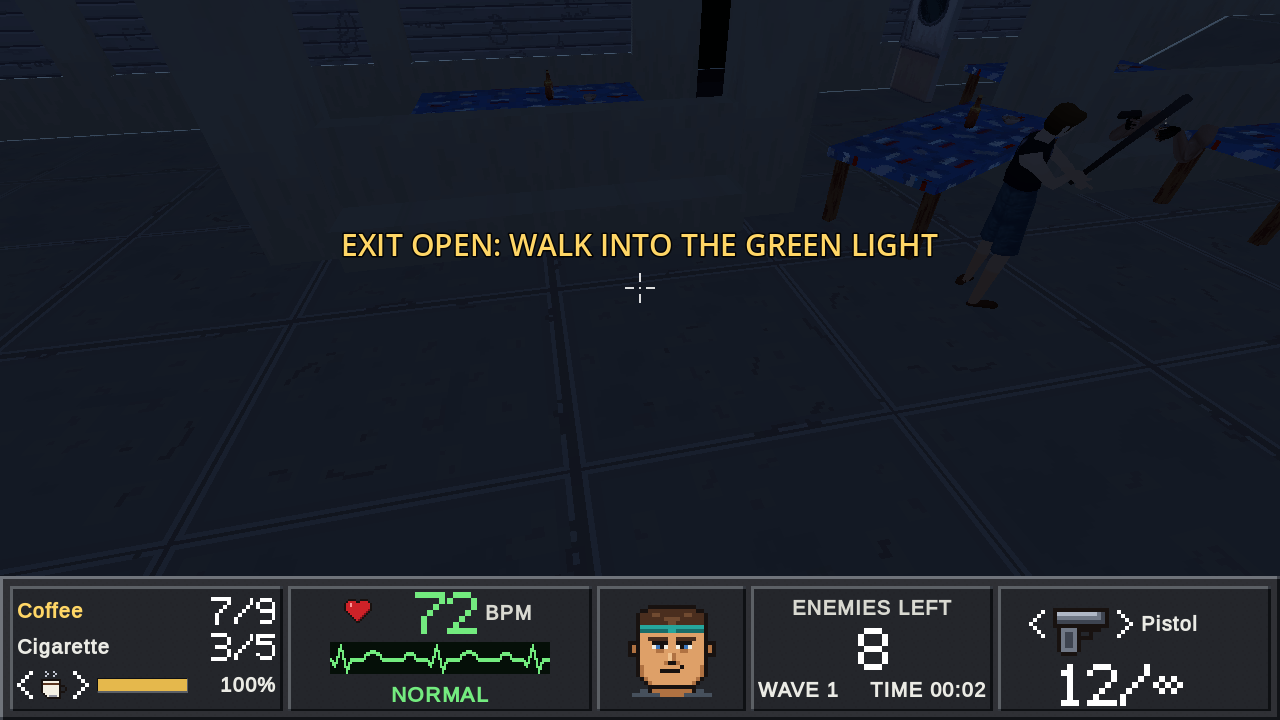 EXIT OPEN: WALK INTO THE GREEN LIGHT
Coffee 7/9
Cigarette 3/5
100%
72 BPM
NORMAL
ENEMIES LEFT
8
WAVE 1 TIME 00:02
Pistol
12/∞